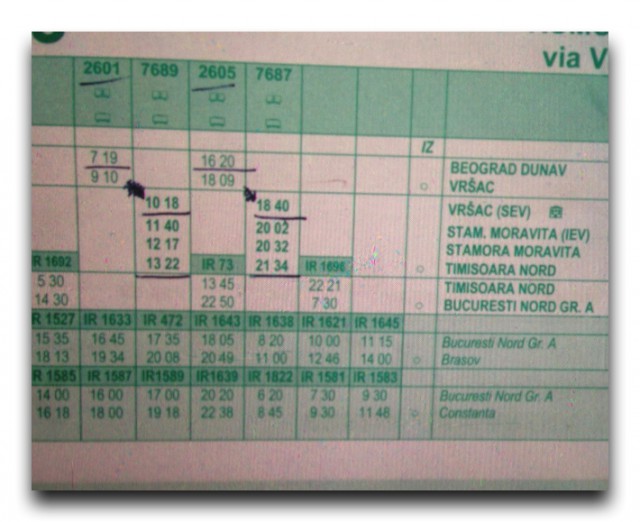 via V
2601 7689 2605 7687
IZ
7 19 16 20 BEOGRAD DUNAV
9 10 18 09 VRŠAC
10 18 18 40 VRŠAC (SEV)
11 40 20 02 STAM. MORAVITA (IEV)
12 17 20 32 STAMORA MORAVITA
R 1692 13 22 IR 73 21 34 IR 1696 TIMISOARA NORD
5 30 13 45 22 21 TIMISOARA NORD
14 30 22 50 7 30 BUCURESTI NORD GR. A
R 1527 IR 1633 IR 472 IR 1643 IR 1638 IR 1621 IR 1645
15 35 16 45 17 35 18 05 8 20 10 00 11 15 Bucuresti Nord Gr. A
18 13 19 34 20 08 20 49 11 00 12 46 14 00 Brasov
R 1585 IR 1587 IR1589 IR1639 IR 1822 IR 1581 IR 1583
14 00 16 00 17 00 20 20 6 20 7 30 9 30 Bucuresti Nord Gr. A
16 18 18 00 19 18 22 38 8 45 9 30 11 48 Constanta